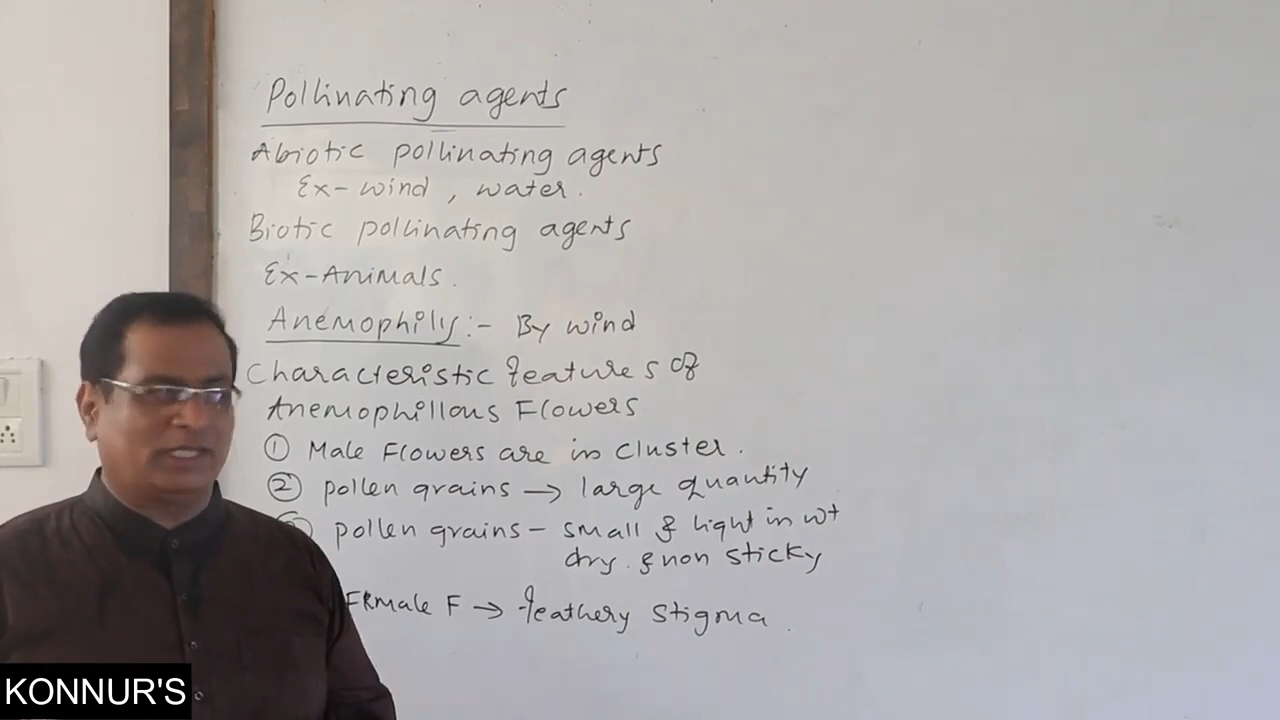 Pollinating agents
Abiotic pollinating agents
Ex- wind , water.
Biotic pollinating agents
Ex-Animals.
Anemophily:- By wind
Characteristic features of
Anemophillous Flowers
① Male Flowers are in cluster.
② pollen grains → large quantity
pollen grains - small & light in wt
dry. & non sticky
Female F → feathery stigma.
KONNUR'S